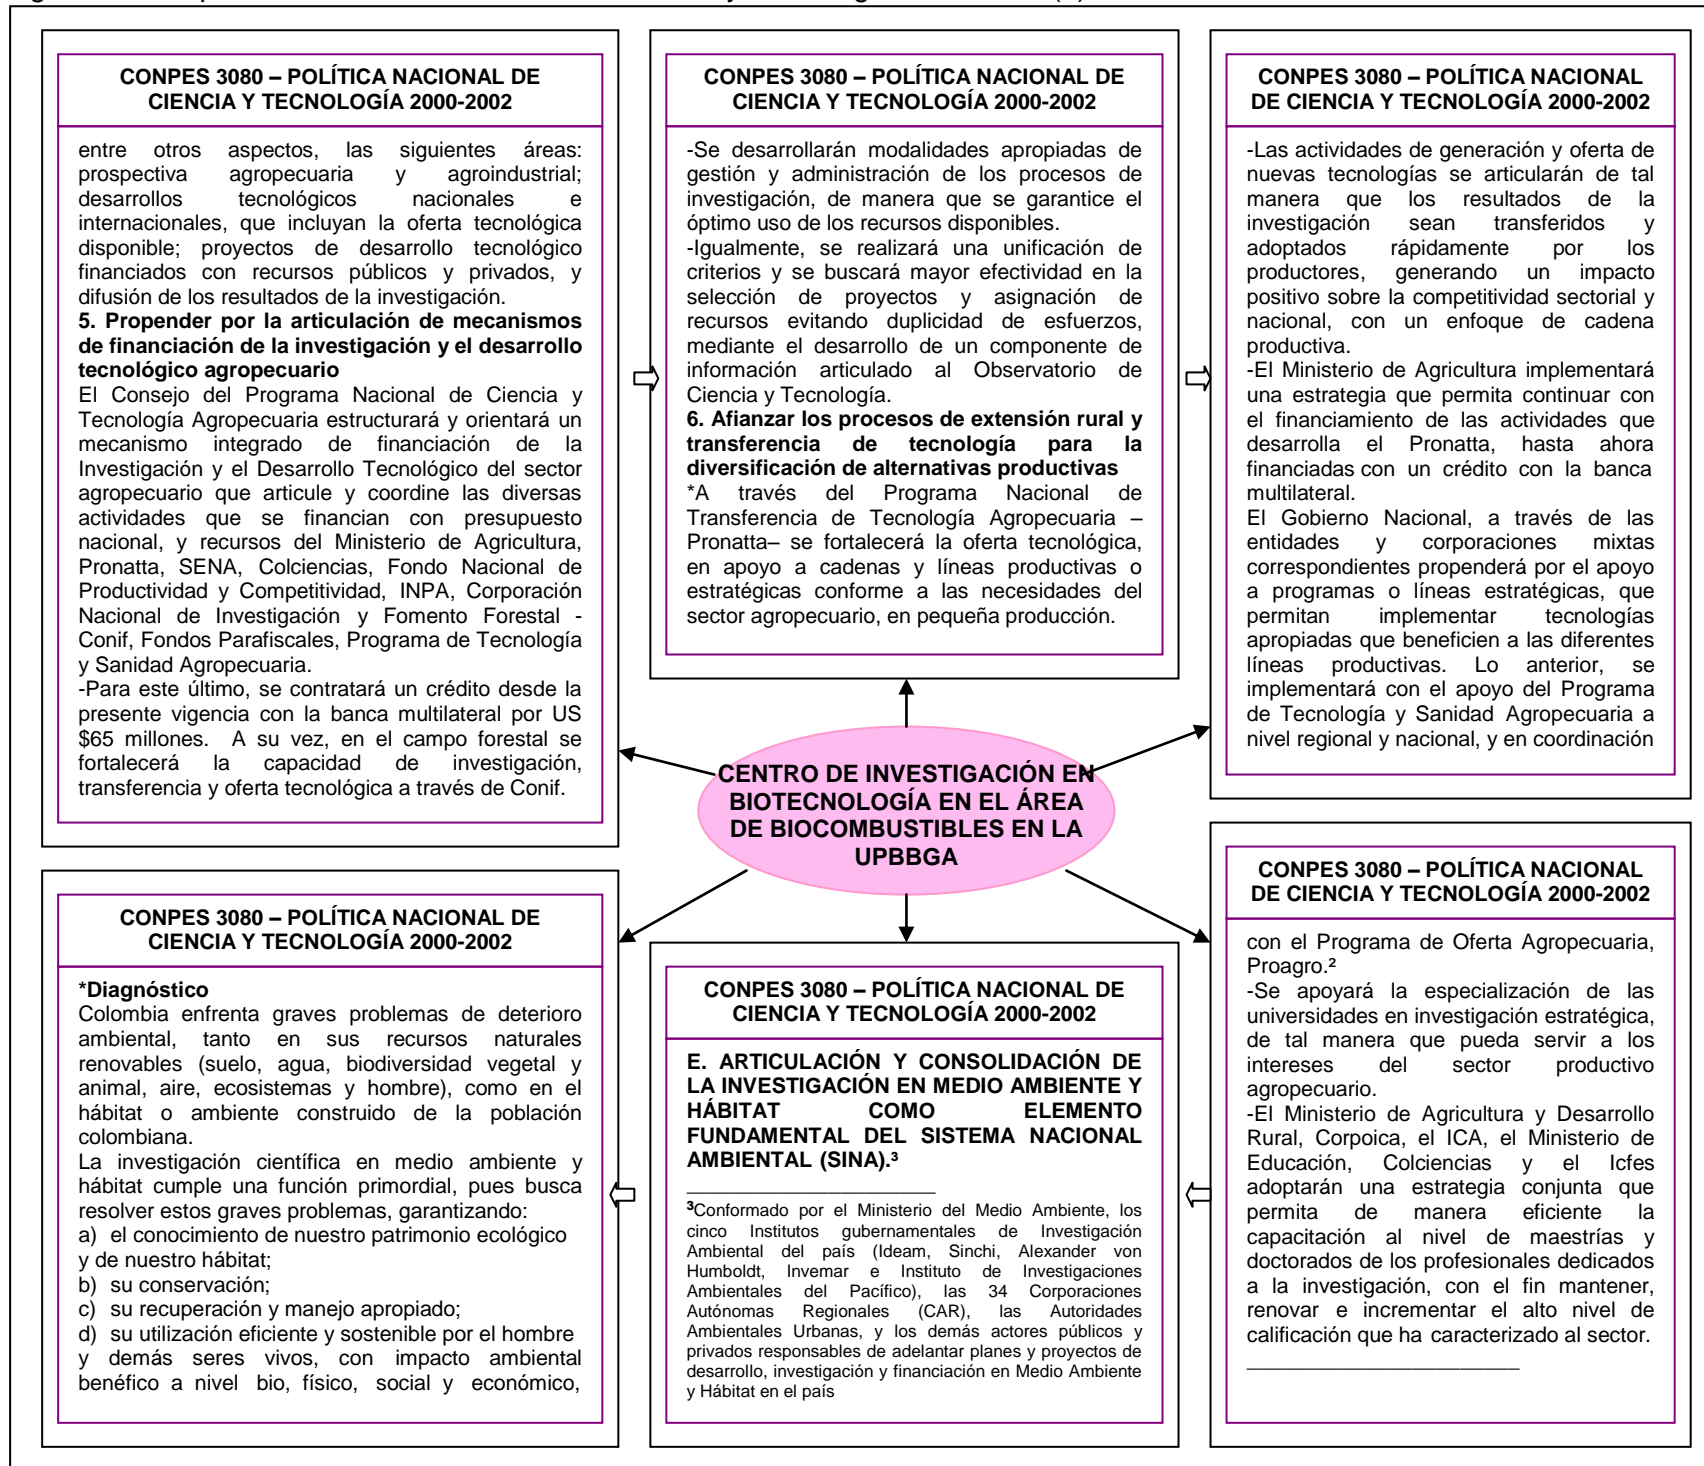 CONPES 3080 – POLÍTICA NACIONAL DE
CIENCIA Y TECNOLOGÍA 2000-2002
entre otros aspectos, las siguientes áreas:
prospectiva agropecuaria y agroindustrial;
desarrollos tecnológicos nacionales e
internacionales, que incluyan la oferta tecnológica
disponible; proyectos de desarrollo tecnológico
financiados con recursos públicos y privados, y
difusión de los resultados de la investigación.
5. Propender por la articulación de mecanismos
de financiación de la investigación y el desarrollo
tecnológico agropecuario
El Consejo del Programa Nacional de Ciencia y
Tecnología Agropecuaria estructurará y orientará un
mecanismo integrado de financiación de la
Investigación y el Desarrollo Tecnológico del sector
agropecuario que articule y coordine las diversas
actividades que se financian con presupuesto
nacional, y recursos del Ministerio de Agricultura,
Pronatta, SENA, Colciencias, Fondo Nacional de
Productividad y Competitividad, INPA, Corporación
Nacional de Investigación y Fomento Forestal -
Conif, Fondos Parafiscales, Programa de Tecnología
y Sanidad Agropecuaria.
-Para este último, se contratará un crédito desde la
presente vigencia con la banca multilateral por US
$65 millones. A su vez, en el campo forestal se
fortalecerá la capacidad de investigación,
transferencia y oferta tecnológica a través de Conif.
CONPES 3080 – POLÍTICA NACIONAL DE
CIENCIA Y TECNOLOGÍA 2000-2002
-Se desarrollarán modalidades apropiadas de
gestión y administración de los procesos de
investigación, de manera que se garantice el
óptimo uso de los recursos disponibles.
-Igualmente, se realizará una unificación de
criterios y se buscará mayor efectividad en la
selección de proyectos y asignación de
recursos evitando duplicidad de esfuerzos,
mediante el desarrollo de un componente de
información articulado al Observatorio de
Ciencia y Tecnología.
6. Afianzar los procesos de extensión rural y
transferencia de tecnología para la
diversificación de alternativas productivas
*A través del Programa Nacional de
Transferencia de Tecnología Agropecuaria –
Pronatta– se fortalecerá la oferta tecnológica,
en apoyo a cadenas y líneas productivas o
estratégicas conforme a las necesidades del
sector agropecuario, en pequeña producción.
CONPES 3080 – POLÍTICA NACIONAL
DE CIENCIA Y TECNOLOGÍA 2000-2002
-Las actividades de generación y oferta de
nuevas tecnologías se articularán de tal
manera que los resultados de la
investigación sean transferidos y
adoptados rápidamente por los
productores, generando un impacto
positivo sobre la competitividad sectorial y
nacional, con un enfoque de cadena
productiva.
-El Ministerio de Agricultura implementará
una estrategia que permita continuar con
el financiamiento de las actividades que
desarrolla el Pronatta, hasta ahora
financiadas con un crédito con la banca
multilateral.
El Gobierno Nacional, a través de las
entidades y corporaciones mixtas
correspondientes propenderá por el apoyo
a programas o líneas estratégicas, que
permitan implementar tecnologías
apropiadas que beneficien a las diferentes
líneas productivas. Lo anterior, se
implementará con el apoyo del Programa
de Tecnología y Sanidad Agropecuaria a
nivel regional y nacional, y en coordinación
CENTRO DE INVESTIGACIÓN EN
BIOTECNOLOGÍA EN EL ÁREA
DE BIOCOMBUSTIBLES EN LA
UPBBGA
CONPES 3080 – POLÍTICA NACIONAL
DE CIENCIA Y TECNOLOGÍA 2000-2002
con el Programa de Oferta Agropecuaria,
Proagro.²
-Se apoyará la especialización de las
universidades en investigación estratégica,
de tal manera que pueda servir a los
intereses del sector productivo
agropecuario.
-El Ministerio de Agricultura y Desarrollo
Rural, Corpoica, el ICA, el Ministerio de
Educación, Colciencias y el Icfes
adoptarán una estrategia conjunta que
permita de manera eficiente la
capacitación al nivel de maestrías y
doctorados de los profesionales dedicados
a la investigación, con el fin mantener,
renovar e incrementar el alto nivel de
calificación que ha caracterizado al sector.
CONPES 3080 – POLÍTICA NACIONAL DE
CIENCIA Y TECNOLOGÍA 2000-2002
E. ARTICULACIÓN Y CONSOLIDACIÓN DE
LA INVESTIGACIÓN EN MEDIO AMBIENTE Y
HÁBITAT COMO ELEMENTO
FUNDAMENTAL DEL SISTEMA NACIONAL
AMBIENTAL (SINA).³
³Conformado por el Ministerio del Medio Ambiente, los
cinco Institutos gubernamentales de Investigación
Ambiental del país (Ideam, Sinchi, Alexander von
Humboldt, Invemar e Instituto de Investigaciones
Ambientales del Pacífico), las 34 Corporaciones
Autónomas Regionales (CAR), las Autoridades
Ambientales Urbanas, y los demás actores públicos y
privados responsables de adelantar planes y proyectos de
desarrollo, investigación y financiación en Medio Ambiente
y Hábitat en el país
CONPES 3080 – POLÍTICA NACIONAL DE
CIENCIA Y TECNOLOGÍA 2000-2002
*Diagnóstico
Colombia enfrenta graves problemas de deterioro
ambiental, tanto en sus recursos naturales
renovables (suelo, agua, biodiversidad vegetal y
animal, aire, ecosistemas y hombre), como en el
hábitat o ambiente construido de la población
colombiana.
La investigación científica en medio ambiente y
hábitat cumple una función primordial, pues busca
resolver estos graves problemas, garantizando:
a) el conocimiento de nuestro patrimonio ecológico
y de nuestro hábitat;
b) su conservación;
c) su recuperación y manejo apropiado;
d) su utilización eficiente y sostenible por el hombre
y demás seres vivos, con impacto ambiental
benéfico a nivel bio, físico, social y económico,